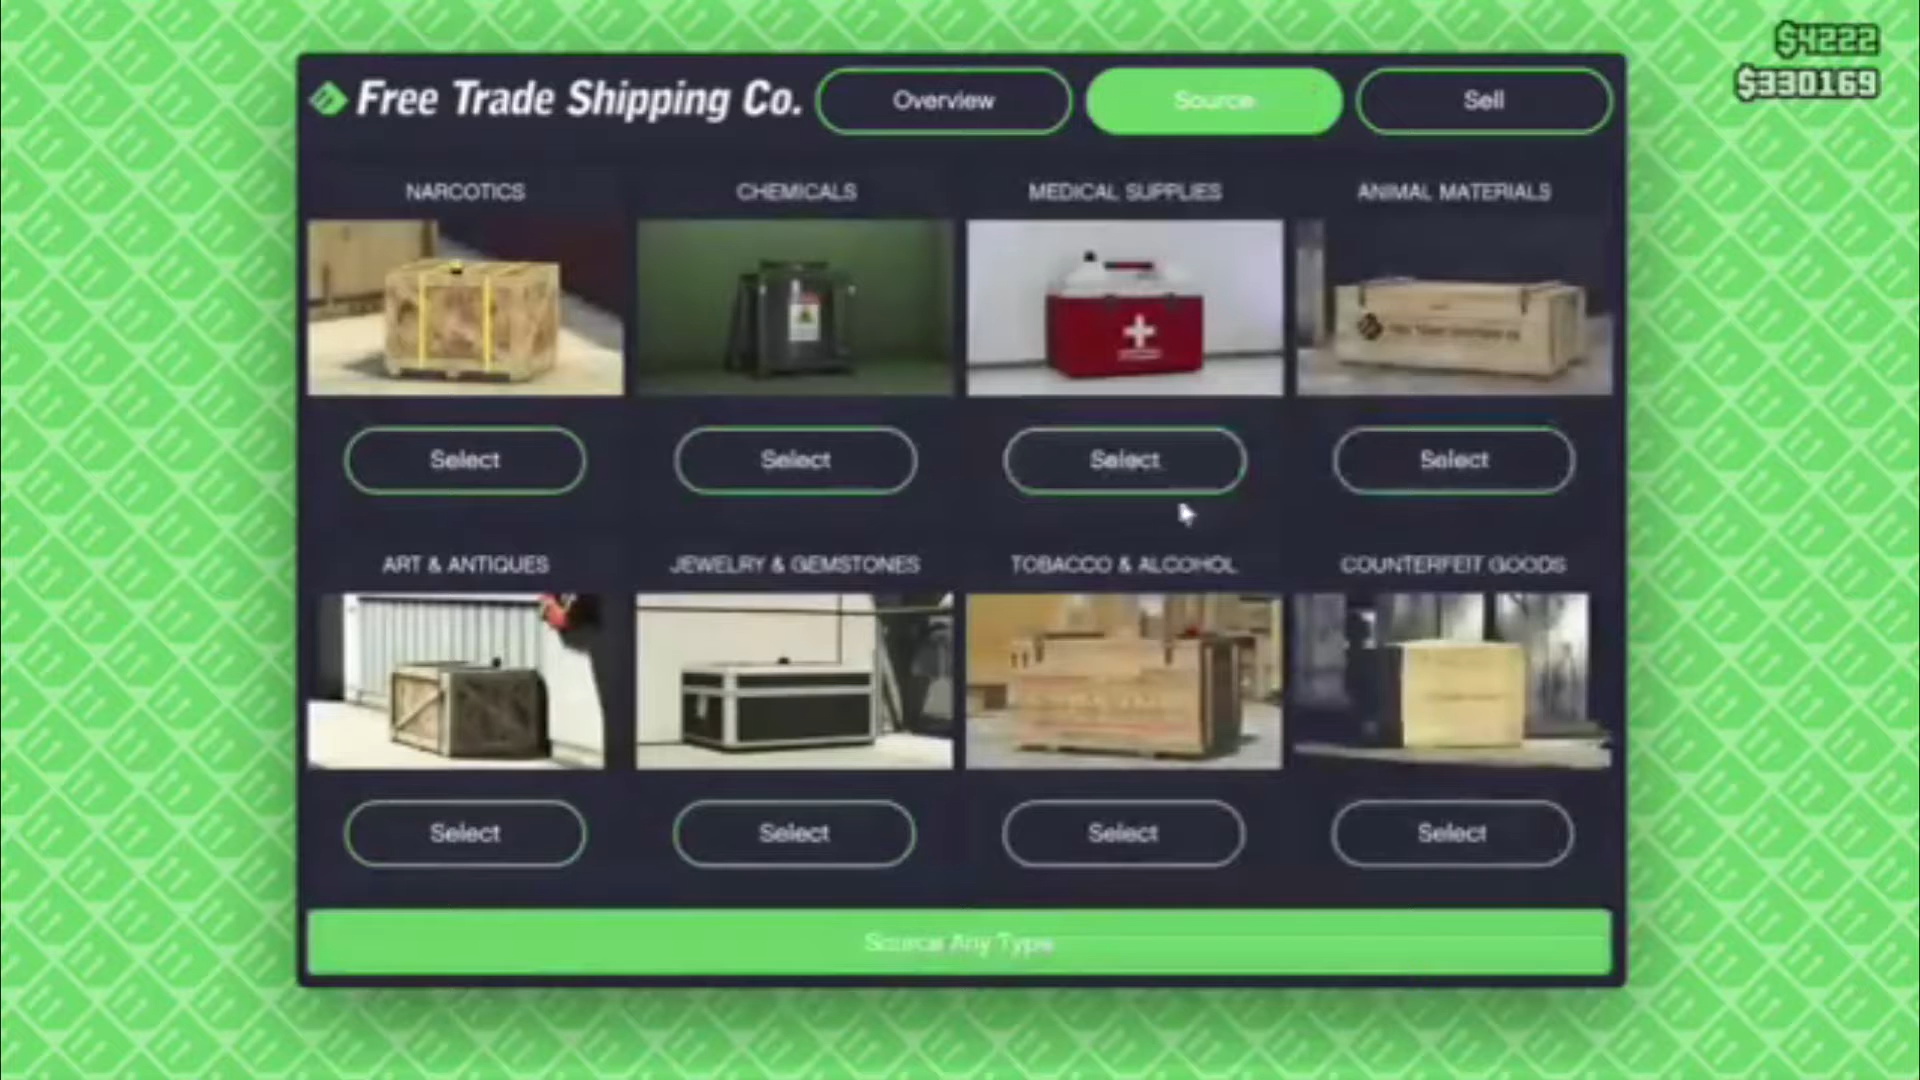 $4222
$330169
Free Trade Shipping Co.
Overview
Source
Sell
NARCOTICS
CHEMICALS
MEDICAL SUPPLIES
ANIMAL MATERIALS
Select
Select
Select
Select
ART & ANTIQUES
JEWELRY & GEMSTONES
TOBACCO & ALCOHOL
COUNTERFEIT GOODS
Select
Select
Select
Select
Source Any Type